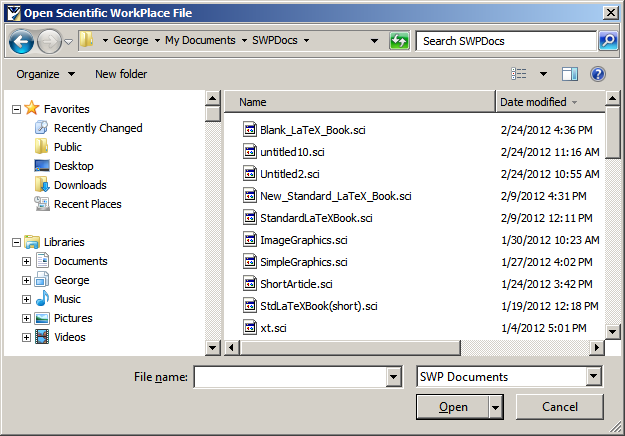 Open Scientific WorkPlace File
George My Documents SWPDocs Search SWPDocs
Organize New folder
Name Date modified
Favorites
Recently Changed
Public
Desktop
Downloads
Recent Places
Libraries
Documents
George
Music
Pictures
Videos
Blank_LaTeX_Book.sci 2/24/2012 4:36 PM
untitled10.sci 2/24/2012 11:16 AM
Untitled2.sci 2/24/2012 10:55 AM
New_Standard_LaTeX_Book.sci 2/9/2012 4:31 PM
StandardLaTeXBook.sci 2/9/2012 12:11 PM
ImageGraphics.sci 1/30/2012 10:23 AM
SimpleGraphics.sci 1/27/2012 4:02 PM
ShortArticle.sci 1/24/2012 3:42 PM
StdLaTeXBook(short).sci 1/19/2012 12:18 PM
xt.sci 1/4/2012 5:01 PM
File name: SWP Documents
Open Cancel